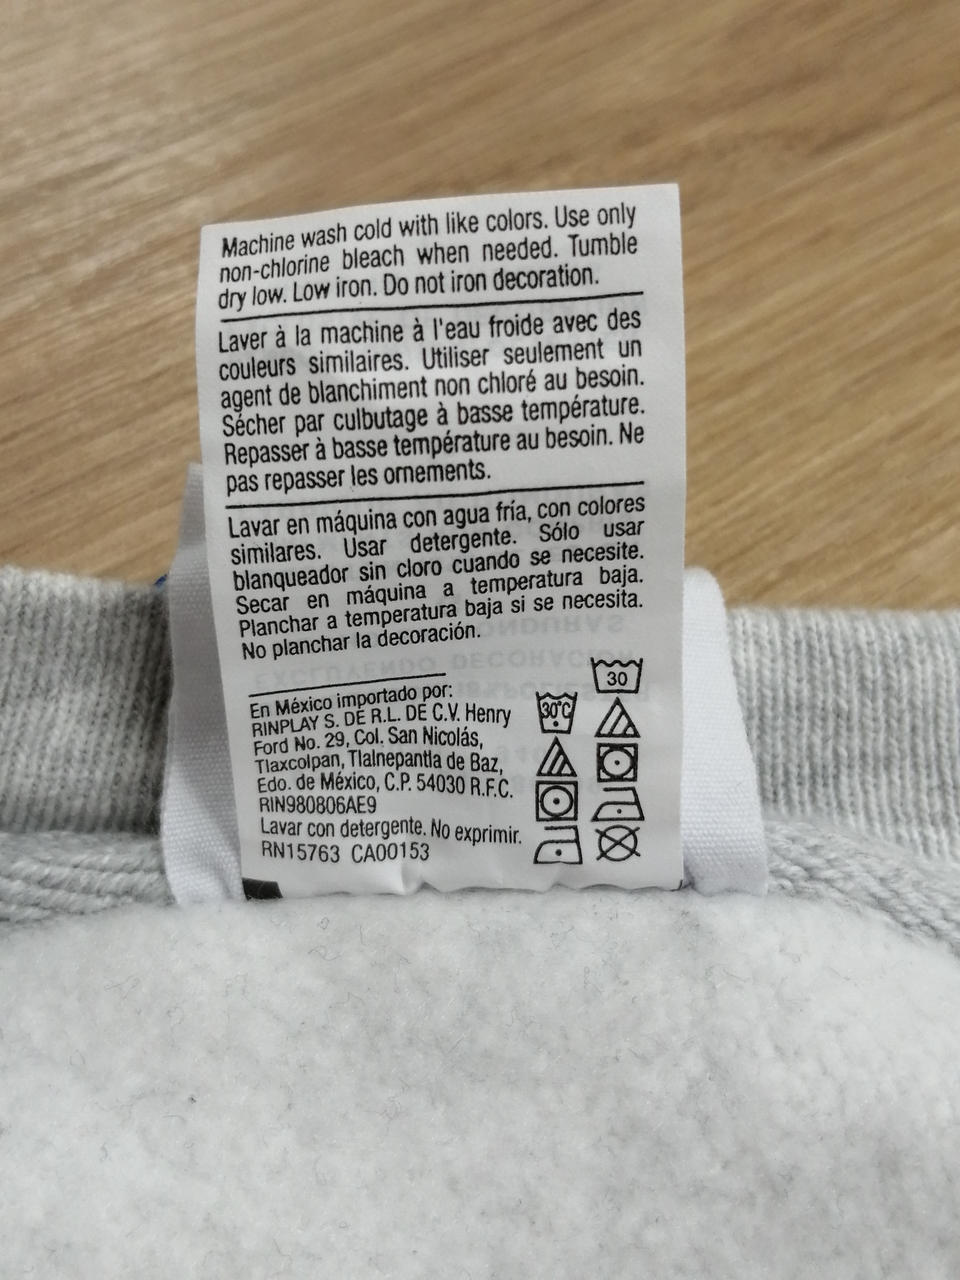 Machine wash cold with like colors. Use only
non-chlorine bleach when needed. Tumble
dry low. Low iron. Do not iron decoration.
Laver à la machine à l'eau froide avec des
couleurs similaires. Utiliser seulement un
agent de blanchiment non chloré au besoin.
Sécher par culbutage à basse température.
Repasser à basse température au besoin. Ne
pas repasser les ornements.
Lavar en máquina con agua fría, con colores
similares. Usar detergente. Sólo usar
blanqueador sin cloro cuando se necesite.
Secar en máquina a temperatura baja.
Planchar a temperatura baja si se necesita.
No planchar la decoración.
En México importado por:
RINPLAY S. DE R.L. DE C.V. Henry
Ford No. 29, Col. San Nicolás,
Tlaxcolpan, Tlalnepantla de Baz,
Edo. de México, C.P. 54030 R.F.C.
RIN980806AE9
Lavar con detergente. No exprimir.
RN15763 CA00153
30°C
30